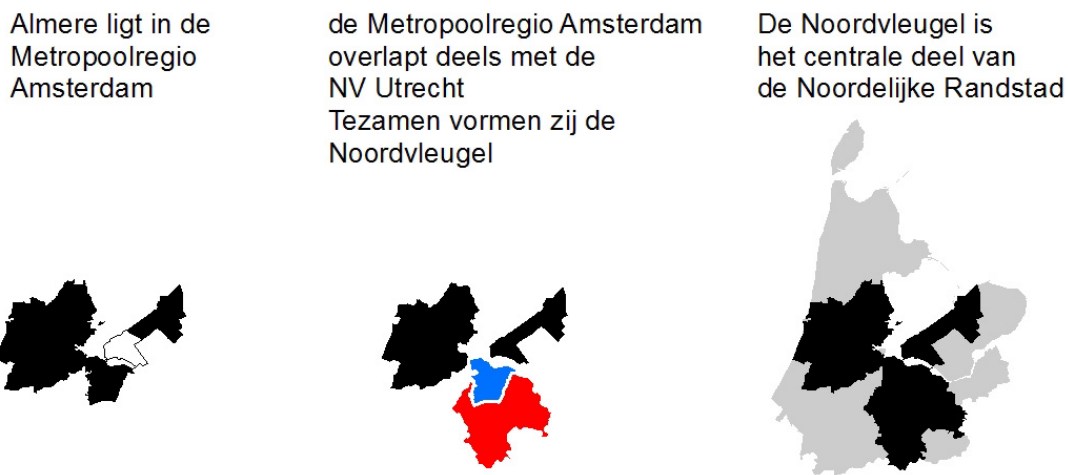 Almere ligt in de
Metropoolregio
Amsterdam
de Metropoolregio Amsterdam
overlapt deels met de
NV Utrecht
Tezamen vormen zij de
Noordvleugel
De Noordvleugel is
het centrale deel van
de Noordelijke Randstad